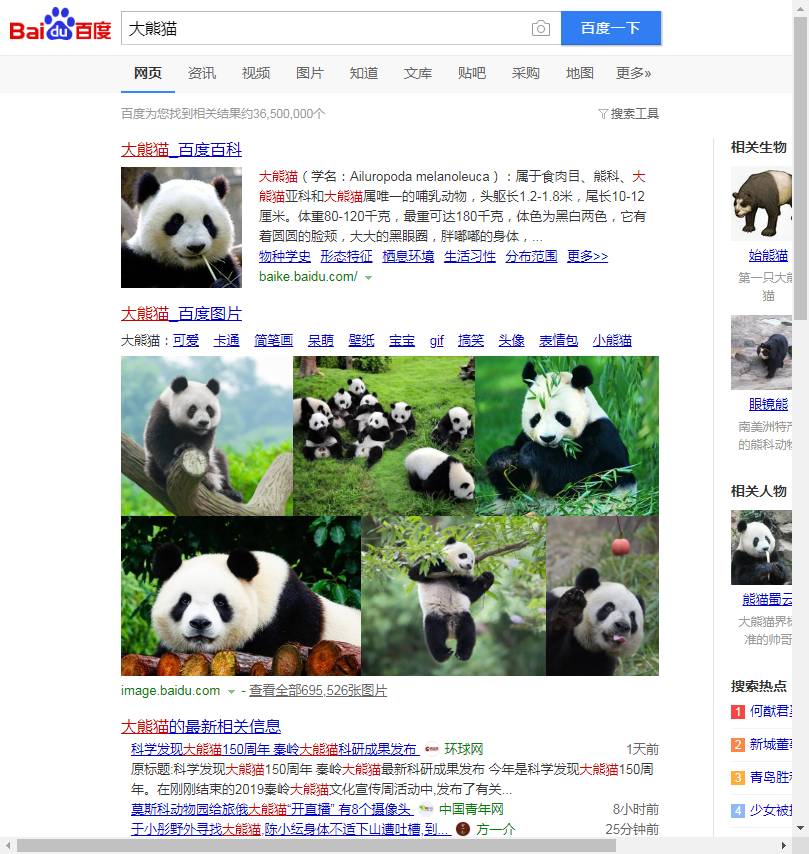 Bai du 百度
大熊猫
百度一下
网页 资讯 视频 图片 知道 文库 贴吧 采购 地图 更多»
百度为您找到相关结果约36,500,000个
搜索工具
大熊猫_百度百科
大熊猫（学名：Ailuropoda melanoleuca）：属于食肉目、熊科、大
熊猫亚科和大熊猫属唯一的哺乳动物，头躯长1.2-1.8米，尾长10-12
厘米。体重80-120千克，最重可达180千克，体色为黑白两色，它有
着圆圆的脸颊，大大的黑眼圈，胖嘟嘟的身体，...
物种学史 形态特征 栖息环境 生活习性 分布范围 更多>>
baike.baidu.com/
大熊猫_百度图片
大熊猫：可爱 卡通 简笔画 呆萌 壁纸 宝宝 gif 搞笑 头像 表情包 小熊猫
image.baidu.com - 查看全部695,526张图片
大熊猫的最新相关信息
科学发现大熊猫150周年 秦岭大熊猫科研成果发布 环球网 1天前
原标题:科学发现大熊猫150周年 秦岭大熊猫最新科研成果发布 今年是科学发现大熊猫150周
年。在刚刚结束的2019秦岭大熊猫文化宣传周活动中,发布了有关...
莫斯科动物园给旅俄大熊猫“开直播” 有8个摄像头 中国青年网 8小时前
于小彤野外寻找大熊猫,陈小纭身体不适下山遭吐槽,到... 方一介 25分钟前
相关生物
始熊猫
第一只大熊
猫
眼镜熊
南美洲特产
的熊科动物
相关人物
熊猫蜀云
大熊猫界标
准的帅哥
搜索热点
1 何猷君
2 新城董
3 青岛胜
4 少女被